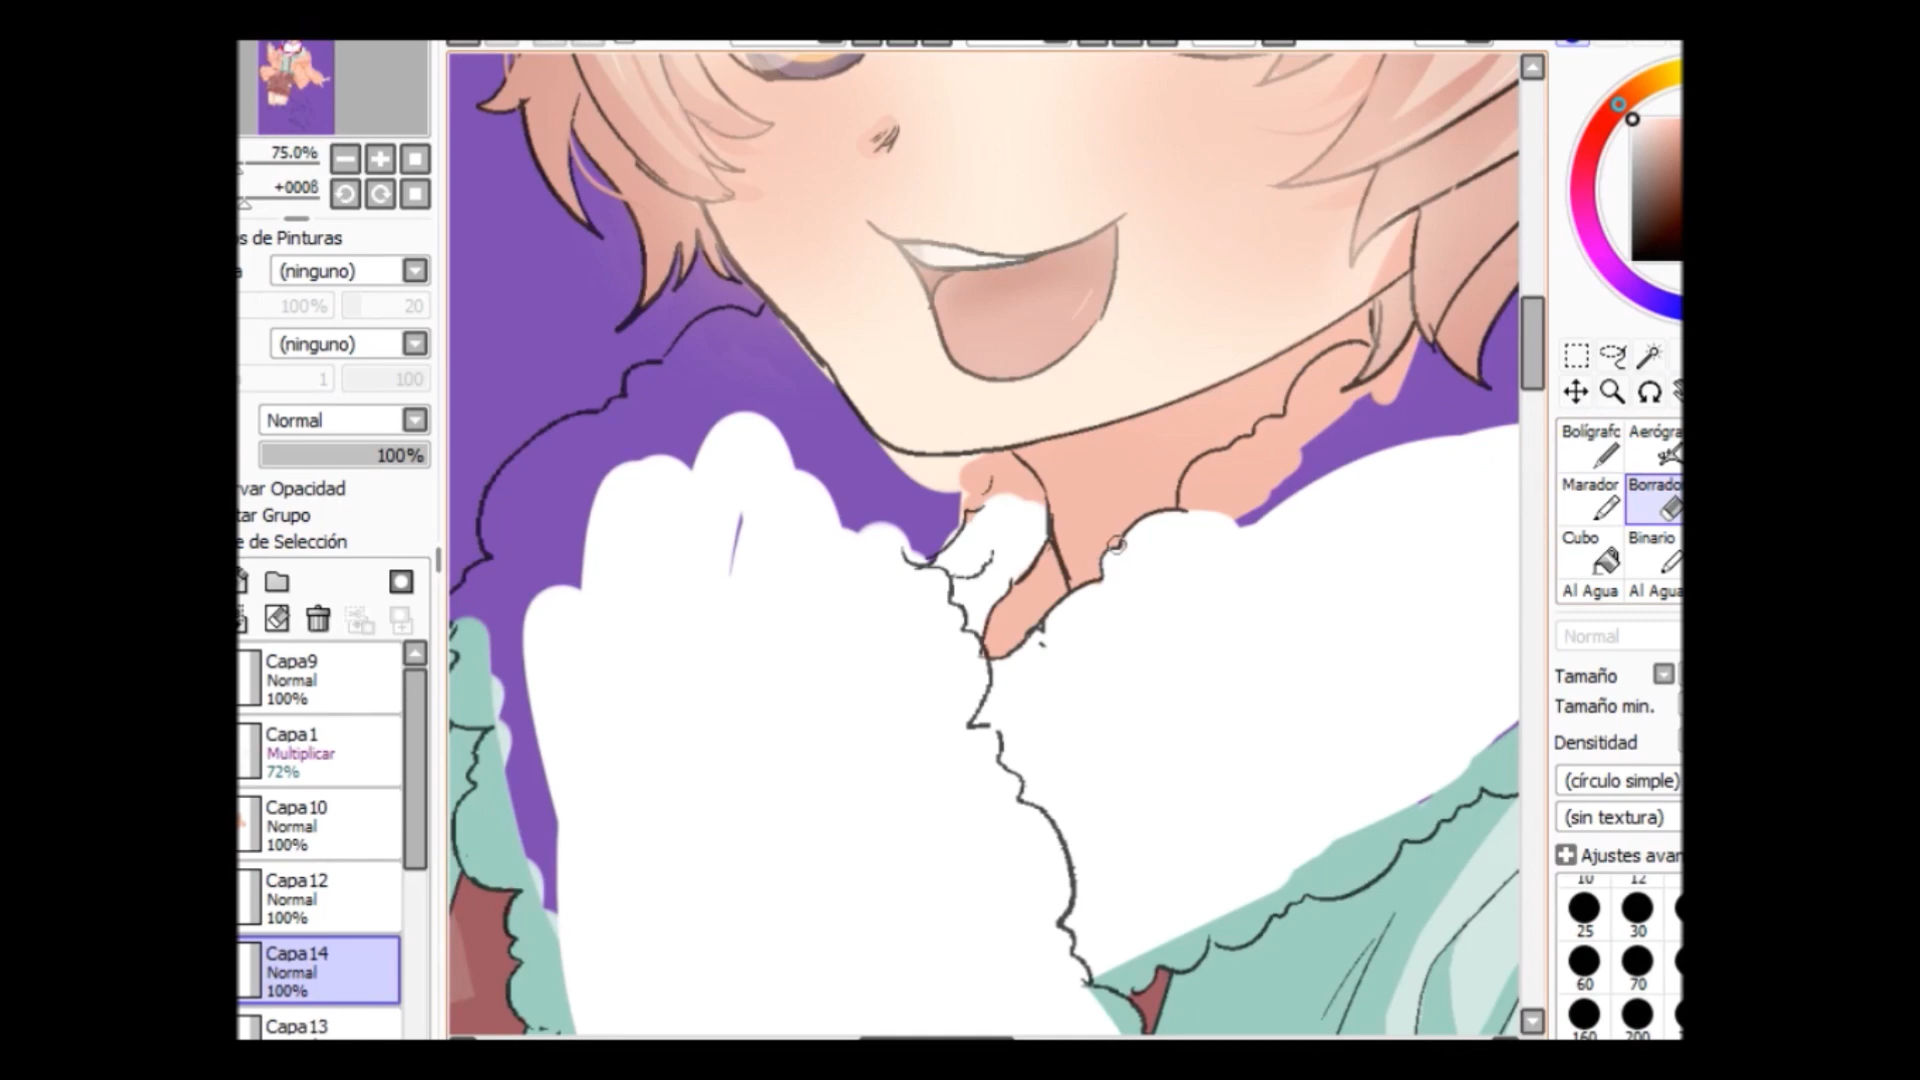 75.0%
+000ß
s de Pinturas
(ninguno)
100% 20
(ninguno)
1 100
Normal
100%
var Opacidad
tar Grupo
e de Selección
Capa9
Normal
100%
Capa1
Multiplicar
72%
Capa10
Normal
100%
Capa12
Normal
100%
Capa14
Normal
100%
Capa13
Bolígrafo Aerógra
Marador Borrado
Cubo Binario
Al Agua Al Agua
Normal
Tamaño
Tamaño min.
Densitidad
(círculo simple)
(sin textura)
Ajustes avan
10 12
25 30
60 70
160 200